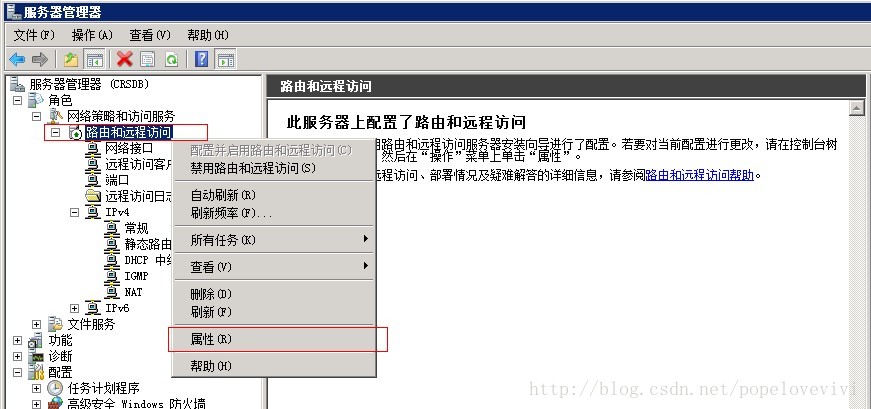 服务器管理器
文件(F) 操作(A) 查看(V) 帮助(H)
服务器管理器 (CRSDB)
角色
网络策略和访问服务
路由和远程访问
网络接口
远程访问客户
端口
远程访问日志
IPv4
常规
静态路由
DHCP 中继
IGMP
NAT
IPv6
文件服务
功能
诊断
配置
任务计划程序
高级安全 Windows 防火墙
配置并启用路由和远程访问(C)
禁用路由和远程访问(S)
自动刷新(R)
刷新频率(F)...
所有任务(K)
查看(V)
删除(D)
刷新(F)
属性(R)
帮助(H)
路由和远程访问
此服务器上配置了路由和远程访问
用路由和远程访问服务器安装向导进行了配置。若要对当前配置进行更改，请在控制台树
然后在“操作”菜单上单击“属性”。
远程访问、部署情况及疑难解答的详细信息，请参阅路由和远程访问帮助。
http://blog.csdn.net/popelovevivi